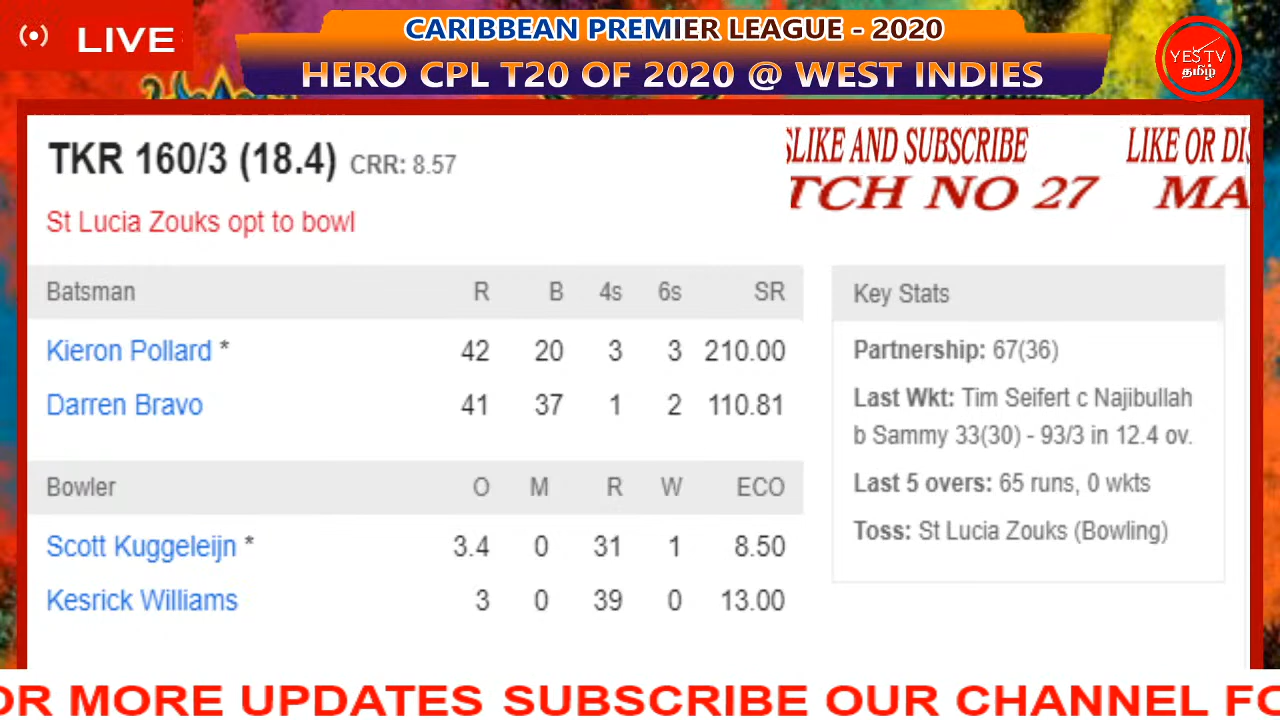 LIVE
CARIBBEAN PREMIER LEAGUE - 2020
HERO CPL T20 OF 2020 @ WEST INDIES
YES TV
தமிழ்
TKR 160/3 (18.4) CRR: 8.57
SLIKE AND SUBSCRIBE LIKE OR DIS
TCH NO 27 MA
St Lucia Zouks opt to bowl
Batsman R B 4s 6s SR
Kieron Pollard * 42 20 3 3 210.00
Darren Bravo 41 37 1 2 110.81
Bowler O M R W ECO
Scott Kuggeleijn * 3.4 0 31 1 8.50
Kesrick Williams 3 0 39 0 13.00
Key Stats
Partnership: 67(36)
Last Wkt: Tim Seifert c Najibullah
b Sammy 33(30) - 93/3 in 12.4 ov.
Last 5 overs: 65 runs, 0 wkts
Toss: St Lucia Zouks (Bowling)
OR MORE UPDATES SUBSCRIBE OUR CHANNEL FO